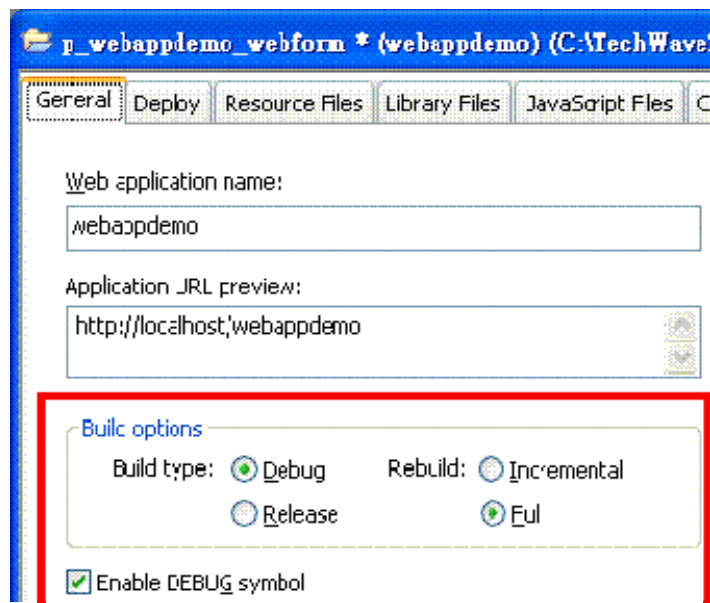 p_webappdemo_webform * (webappdemo) (C:\TechWave
General Deploy Resource Files Library Files JavaScript Files
Web application name:
webappdemo
Application URL preview:
http://localhost/webappdemo
Build options
Build type: Debug Rebuild: Incremental
Release Full
Enable DEBUG symbol